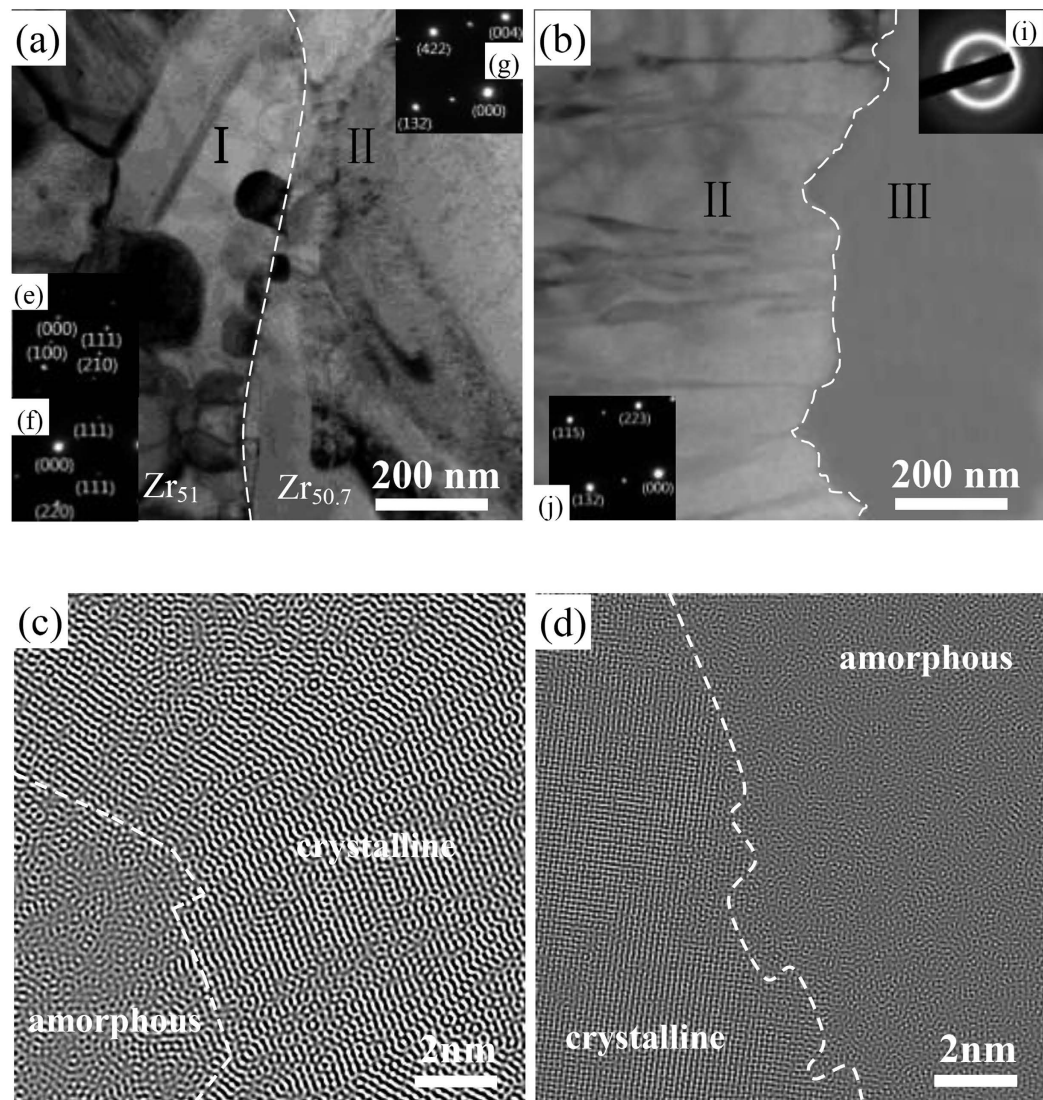 (a)
(004)
(422)
(g)
(000)
(132)
I
II
(e)
(000)
(111)
(100)
(210)
(f)
(111)
(000)
(111)
(220)
Zr51
Zr50.7
200 nm
(b)
(i)
II
III
(223)
(115)
(000)
(132)
(j)
200 nm
(c)
crystalline
amorphous
2nm
(d)
amorphous
crystalline
2nm